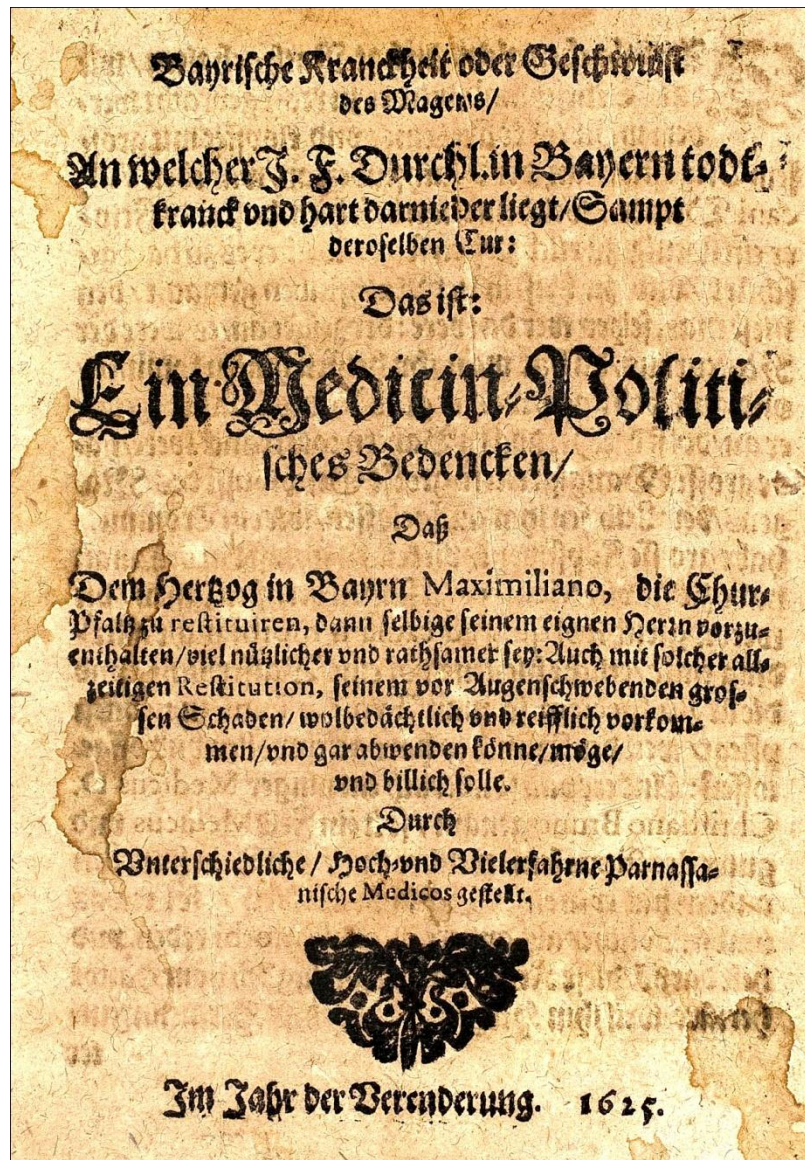 Bayrische Kranckheit oder Geschwulst
des Magens/
An welcher J. F. Durchl. in Bayern todt-
kranck vnd hart darnieder liegt/ Sampt
deroselben Cur:
Das ist:
Ein Medicin-Politi-
sches Bedencken/
Daß
Dem Hertzog in Bayrn Maximiliano, die Chur-
Pfaltz zu restituiren, dann selbige seinem eignen Herrn vorzu-
enthalten/ viel nützlicher vnd rathsamer sey: Auch mit solcher all-
zeitigen Restitution, seinem vor Augenschwebenden gros-
sen Schaden/ wolbedächtlich vnd reifflich vorkom-
men/ vnd gar abwenden könne/ möge/
vnd billich solle.
Durch
Vnterschiedliche/ Hoch-vnd Vielerfahrne Parnassa-
nische Medicos gestellt.
Im Jahr der Verenderung. 1625.